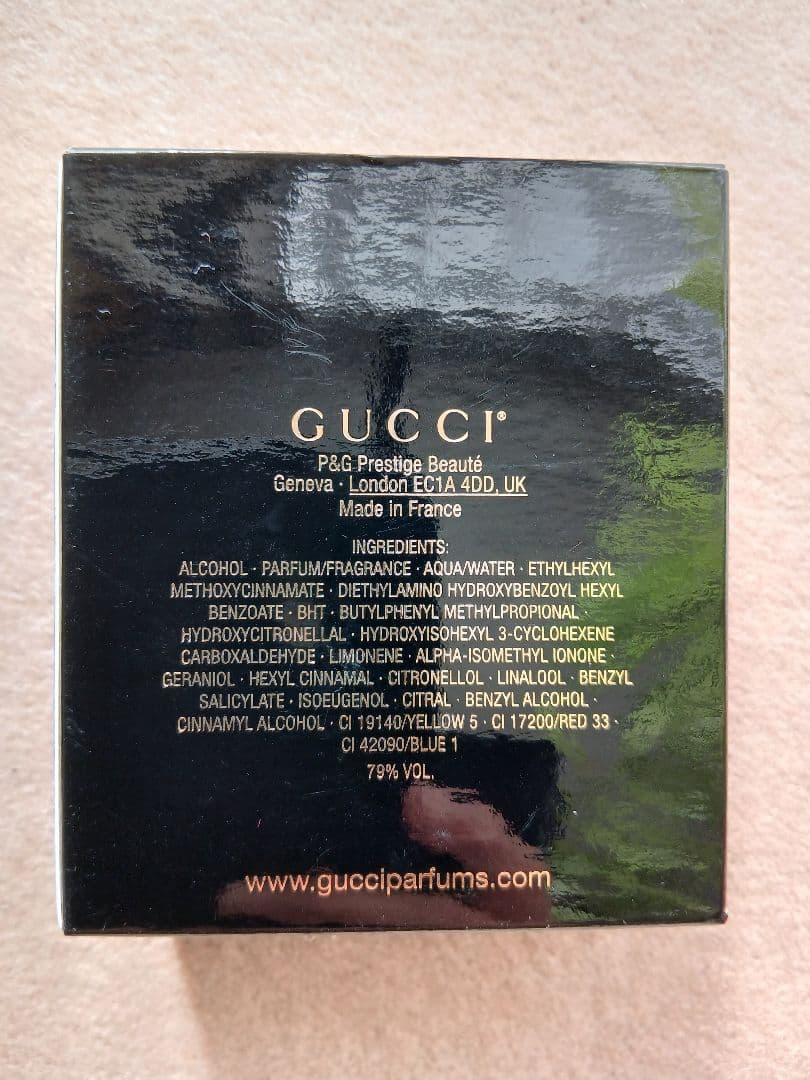 GUCCI®
P&G Prestige Beauté
Geneva · London EC1A 4DD, UK
Made in France
INGREDIENTS:
ALCOHOL · PARFUM/FRAGRANCE · AQUA/WATER · ETHYLHEXYL
METHOXYCINNAMATE · DIETHYLAMINO HYDROXYBENZOYL HEXYL
BENZOATE · BHT · BUTYLPHENYL METHYLPROPIONAL ·
HYDROXYCITRONELLAL · HYDROXYISOHEXYL 3-CYCLOHEXENE
CARBOXALDEHYDE · LIMONENE · ALPHA-ISOMETHYL IONONE ·
GERANIOL · HEXYL CINNAMAL · CITRONELLOL · LINALOOL · BENZYL
SALICYLATE · ISOEUGENOL · CITRAL · BENZYL ALCOHOL ·
CINNAMYL ALCOHOL · CI 19140/YELLOW 5 · CI 17200/RED 33 ·
CI 42090/BLUE 1
79% VOL.
www.gucciparfums.com